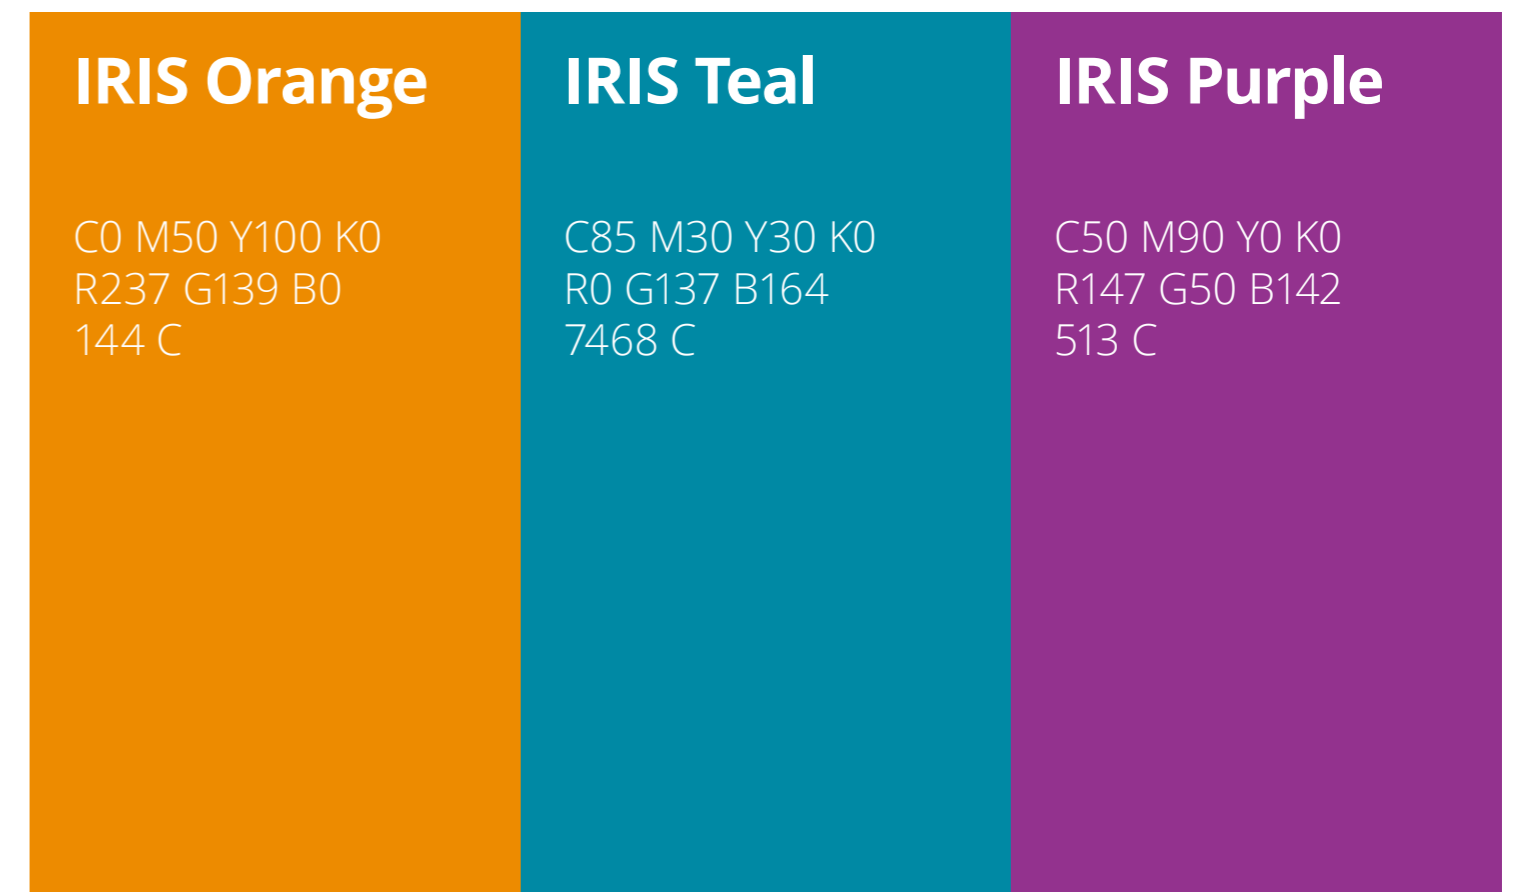 IRIS Orange
C0 M50 Y100 K0
R237 G139 B0
144 C
IRIS Teal
C85 M30 Y30 K0
R0 G137 B164
7468 C
IRIS Purple
C50 M90 Y0 K0
R147 G50 B142
513 C